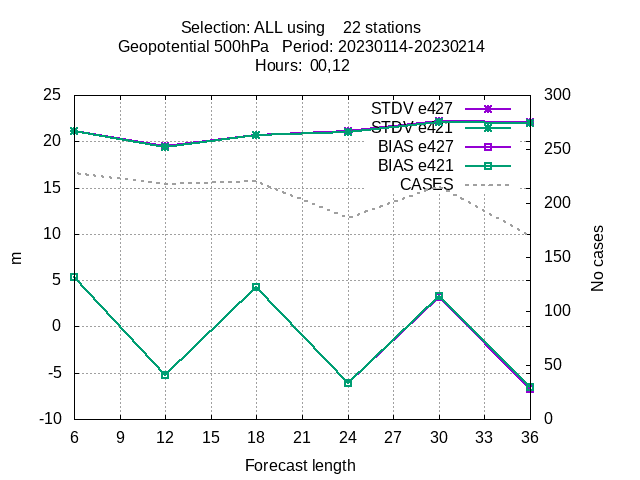 Selection: ALL using    22 stations
Geopotential 500hPa   Period: 20230114-20230214
Hours:  00,12
25
20
15
10
5
0
-5
-10
m
STDV e427
STDV e421
BIAS e427
BIAS e421
CASES
300
250
200
150
100
50
0
No cases
6 9 12 15 18 21 24 27 30 33 36
Forecast length